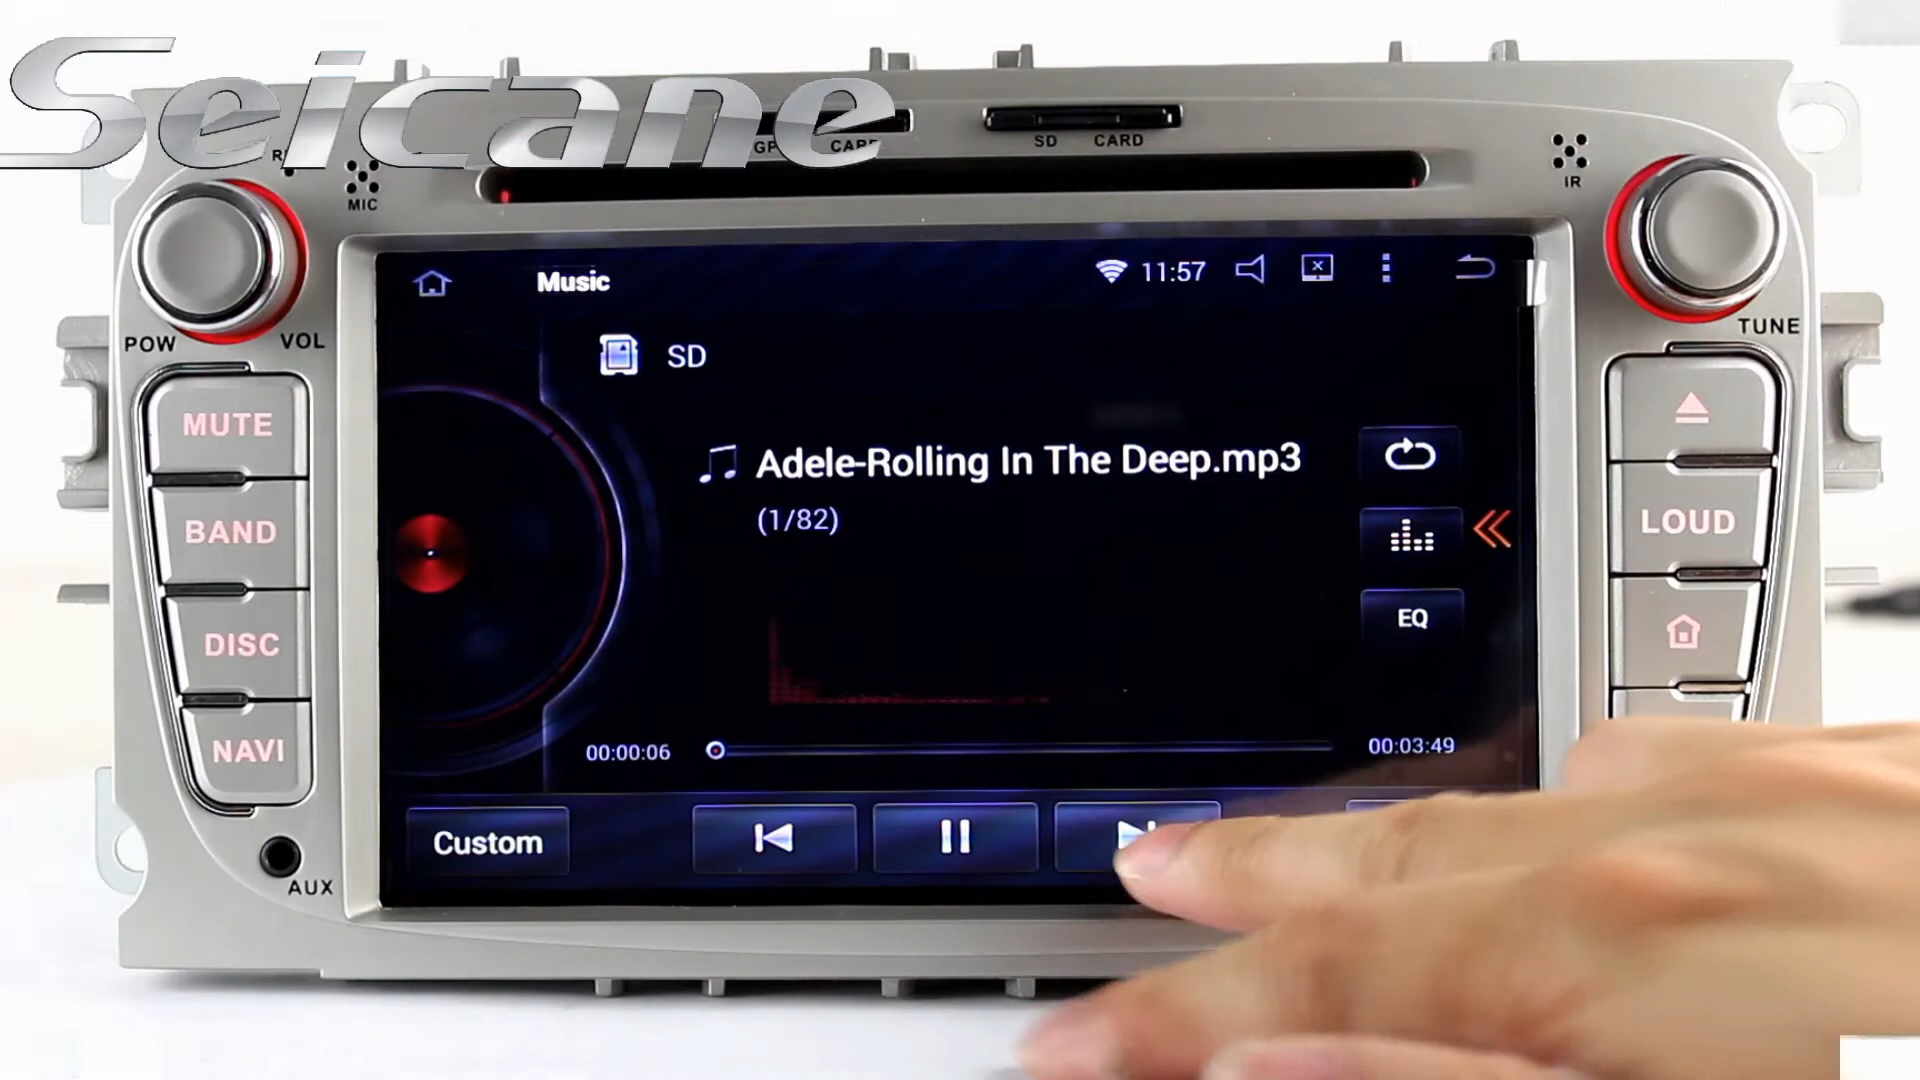 Seicane
SD CARD
MIC
IR
POW
VOL
TUNE
Music
11:57
SD
Adele-Rolling In The Deep.mp3
(1/82)
EQ
00:00:06
00:03:49
Custom
MUTE
BAND
DISC
NAVI
AUX
LOUD